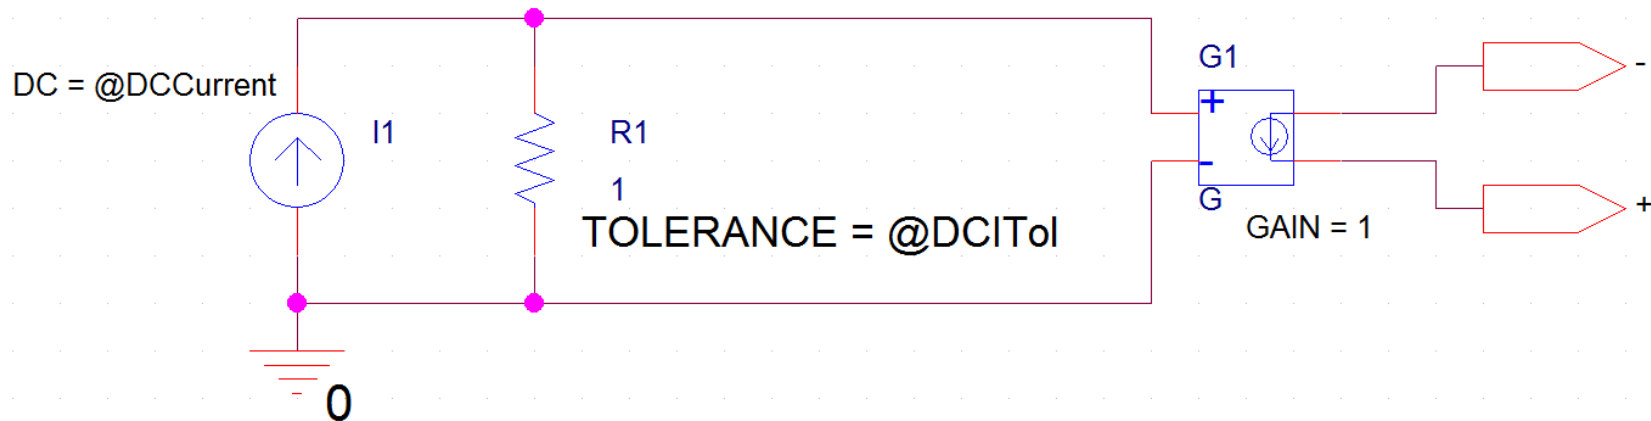 G1
-
DC = @DCCurrent
+
I1
R1
1
-
+
G
TOLERANCE = @DCITol
GAIN = 1
0